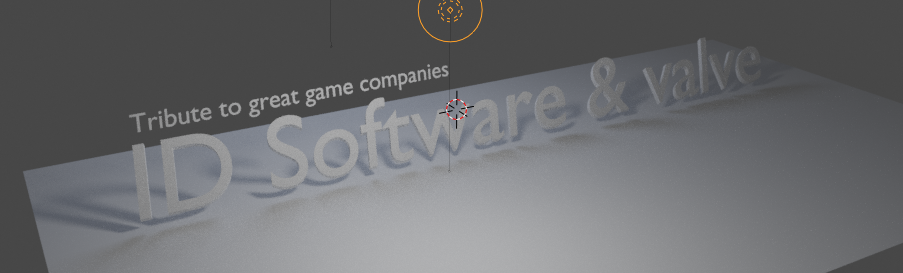 Tribute to great game companies
ID Software & valve